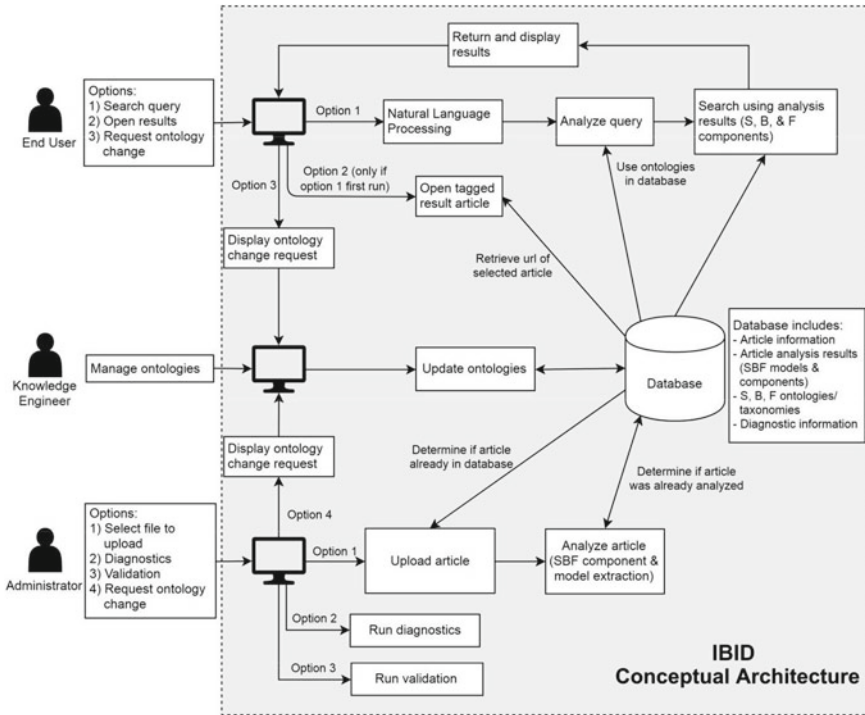 Return and display
results
Options:
1) Search query
2) Open results
3) Request ontology
change
End User
Option 1
Natural Language
Processing
Analyze query
Search using analysis
results (S, B, & F
components)
Option 3
Option 2 (only if
option 1 first run)
Open tagged
result article
Use ontologies
in database
Display ontology
change request
Retrieve url of
selected article
Knowledge
Engineer
Manage ontologies
Update ontologies
Database
Database includes:
- Article information
- Article analysis results
(SBF models &
components)
- S, B, F ontologies/
taxonomies
- Diagnostic information
Display ontology
change request
Determine if article
already in database
Determine if article
was already analyzed
Options:
1) Select file to
upload
2) Diagnostics
3) Validation
4) Request ontology
change
Administrator
Option 4
Option 1
Upload article
Analyze article
(SBF component &
model extraction)
Option 2
Run diagnostics
Option 3
Run validation
IBID
Conceptual Architecture